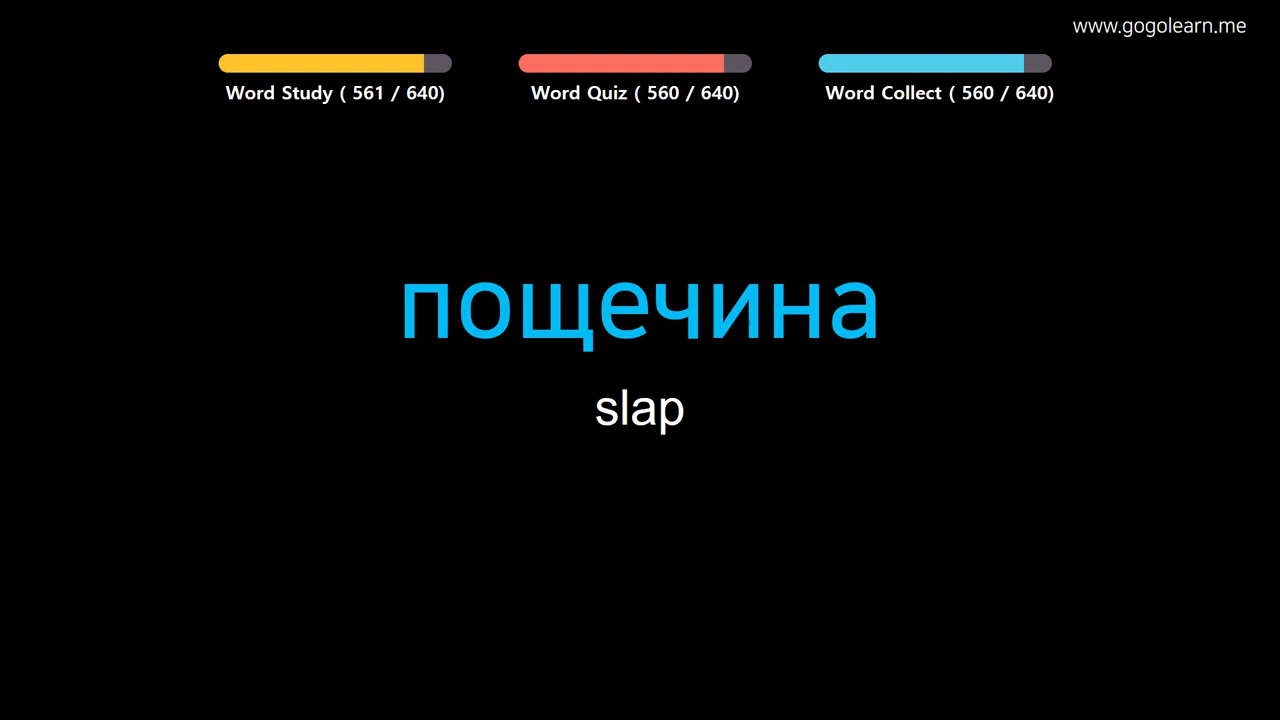 www.gogolearn.me
Word Study ( 561 / 640)
Word Quiz ( 560 / 640)
Word Collect ( 560 / 640)
пощечина
slap